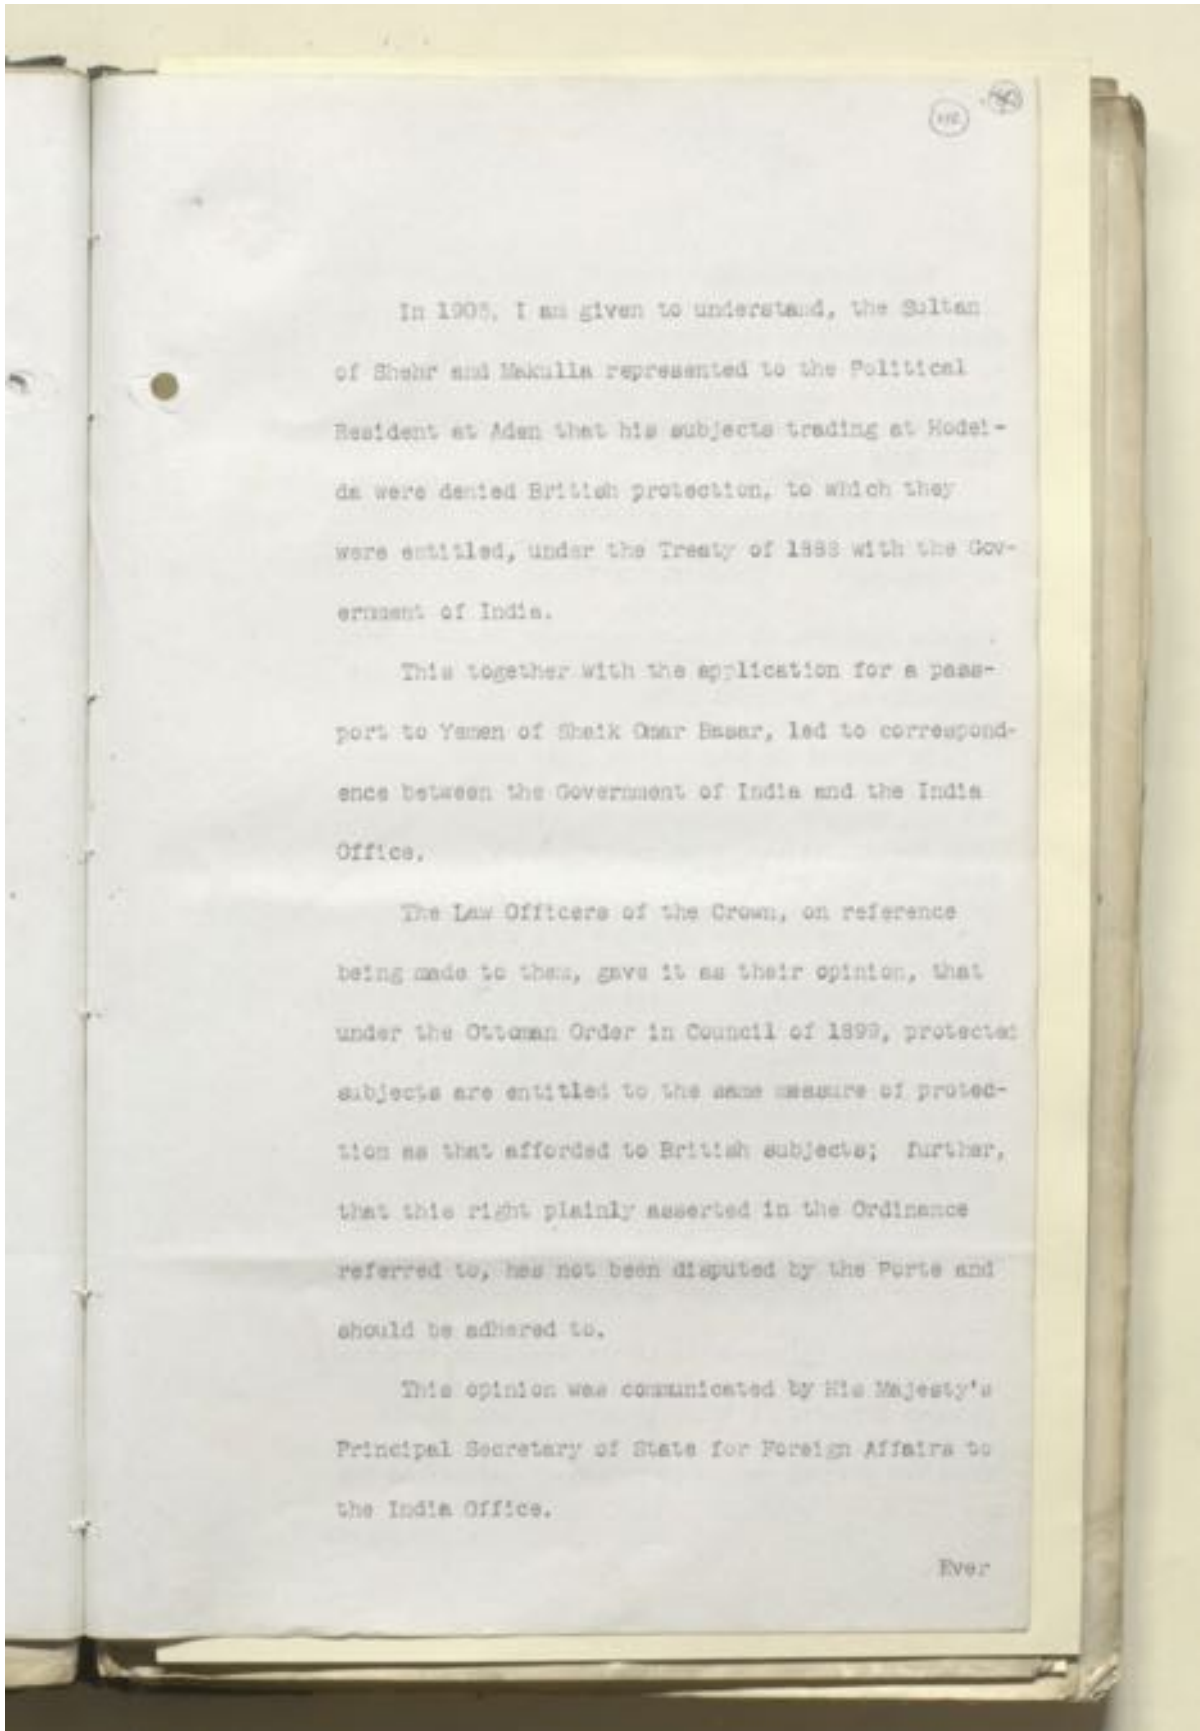 In 1905, I am given to understand, the Sultan
of Shehr and Makulla represented to the Political
Resident at Aden that his subjects trading at Hodei-
da were denied British protection, to which they
were entitled, under the Treaty of 1888 with the Gov-
ernment of India.
This together with the application for a pass-
port to Yemen of Sheik Omar Basar, led to correspond-
ence between the Government of India and the India
Office.
The Law Officers of the Crown, on reference
being made to them, gave it as their opinion, that
under the Ottoman Order in Council of 1899, protected
subjects are entitled to the same measure of protec-
tion as that afforded to British subjects; further,
that this right plainly asserted in the Ordinance
referred to, has not been disputed by the Porte and
should be adhered to.
This opinion was communicated by His Majesty's
Principal Secretary of State for Foreign Affairs to
the India Office.
Ever